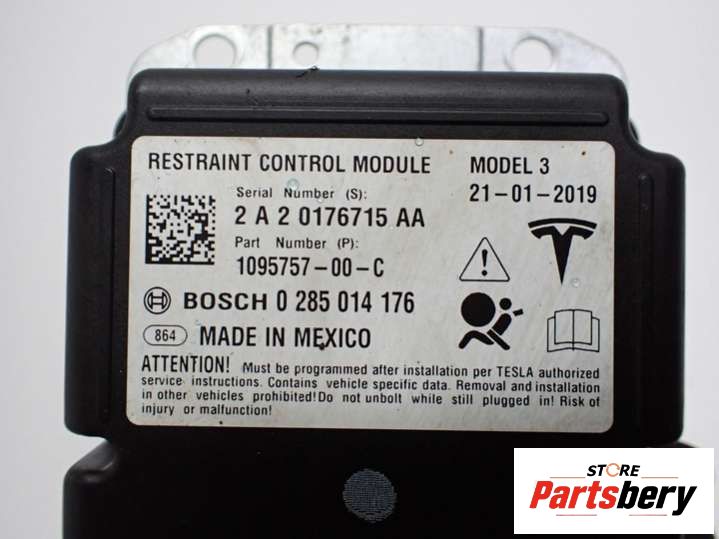 RESTRAINT CONTROL MODULE MODEL 3
Serial Number (S): 21-01-2019
2 A 2 0176715 AA
Part Number (P):
1095757-00-C
BOSCH 0 285 014 176
864 MADE IN MEXICO
ATTENTION! Must be programmed after installation per TESLA authorized
service instructions. Contains vehicle specific data. Removal and installation
in other vehicles prohibited!Do not unbolt while still plugged in! Risk of
injury or malfunction!
STORE
Partsbery